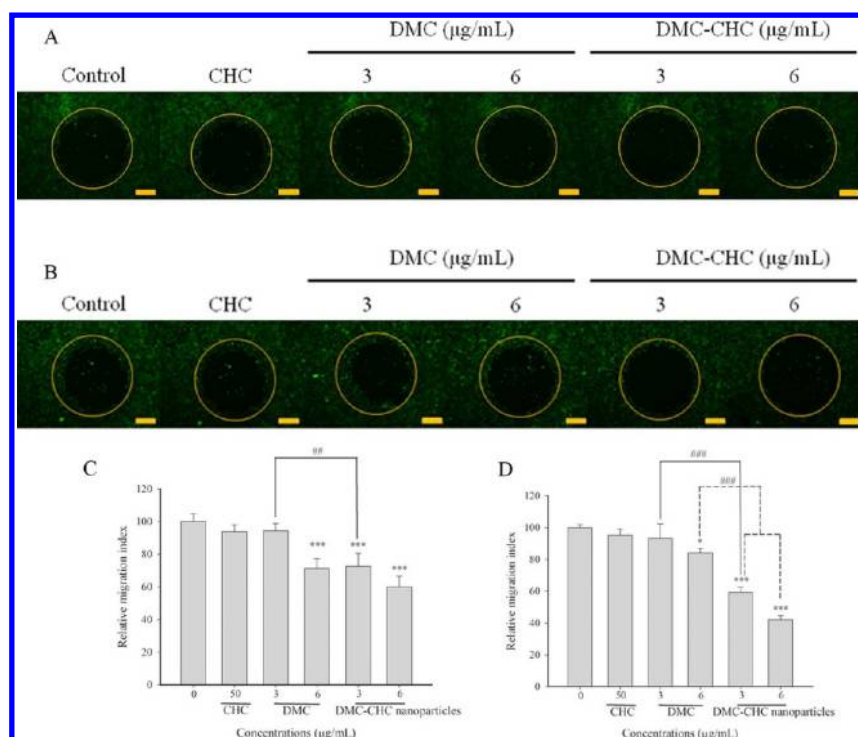 A
DMC (μg/mL) DMC-CHC (μg/mL)
Control CHC 3 6 3 6
B
DMC (μg/mL) DMC-CHC (μg/mL)
Control CHC 3 6 3 6
C
##
120
100
80
60
40
20
0
Relative migration index
*** *** ***
0 50 3 6 3 6
CHC DMC DMC-CHC nanoparticles
Concentrations (μg/mL)
D
###
###
120
100
80
60
40
20
0
Relative migration index
* *** ***
0 50 3 6 3 6
CHC DMC DMC-CHC nanoparticles
Concentrations (μg/mL)